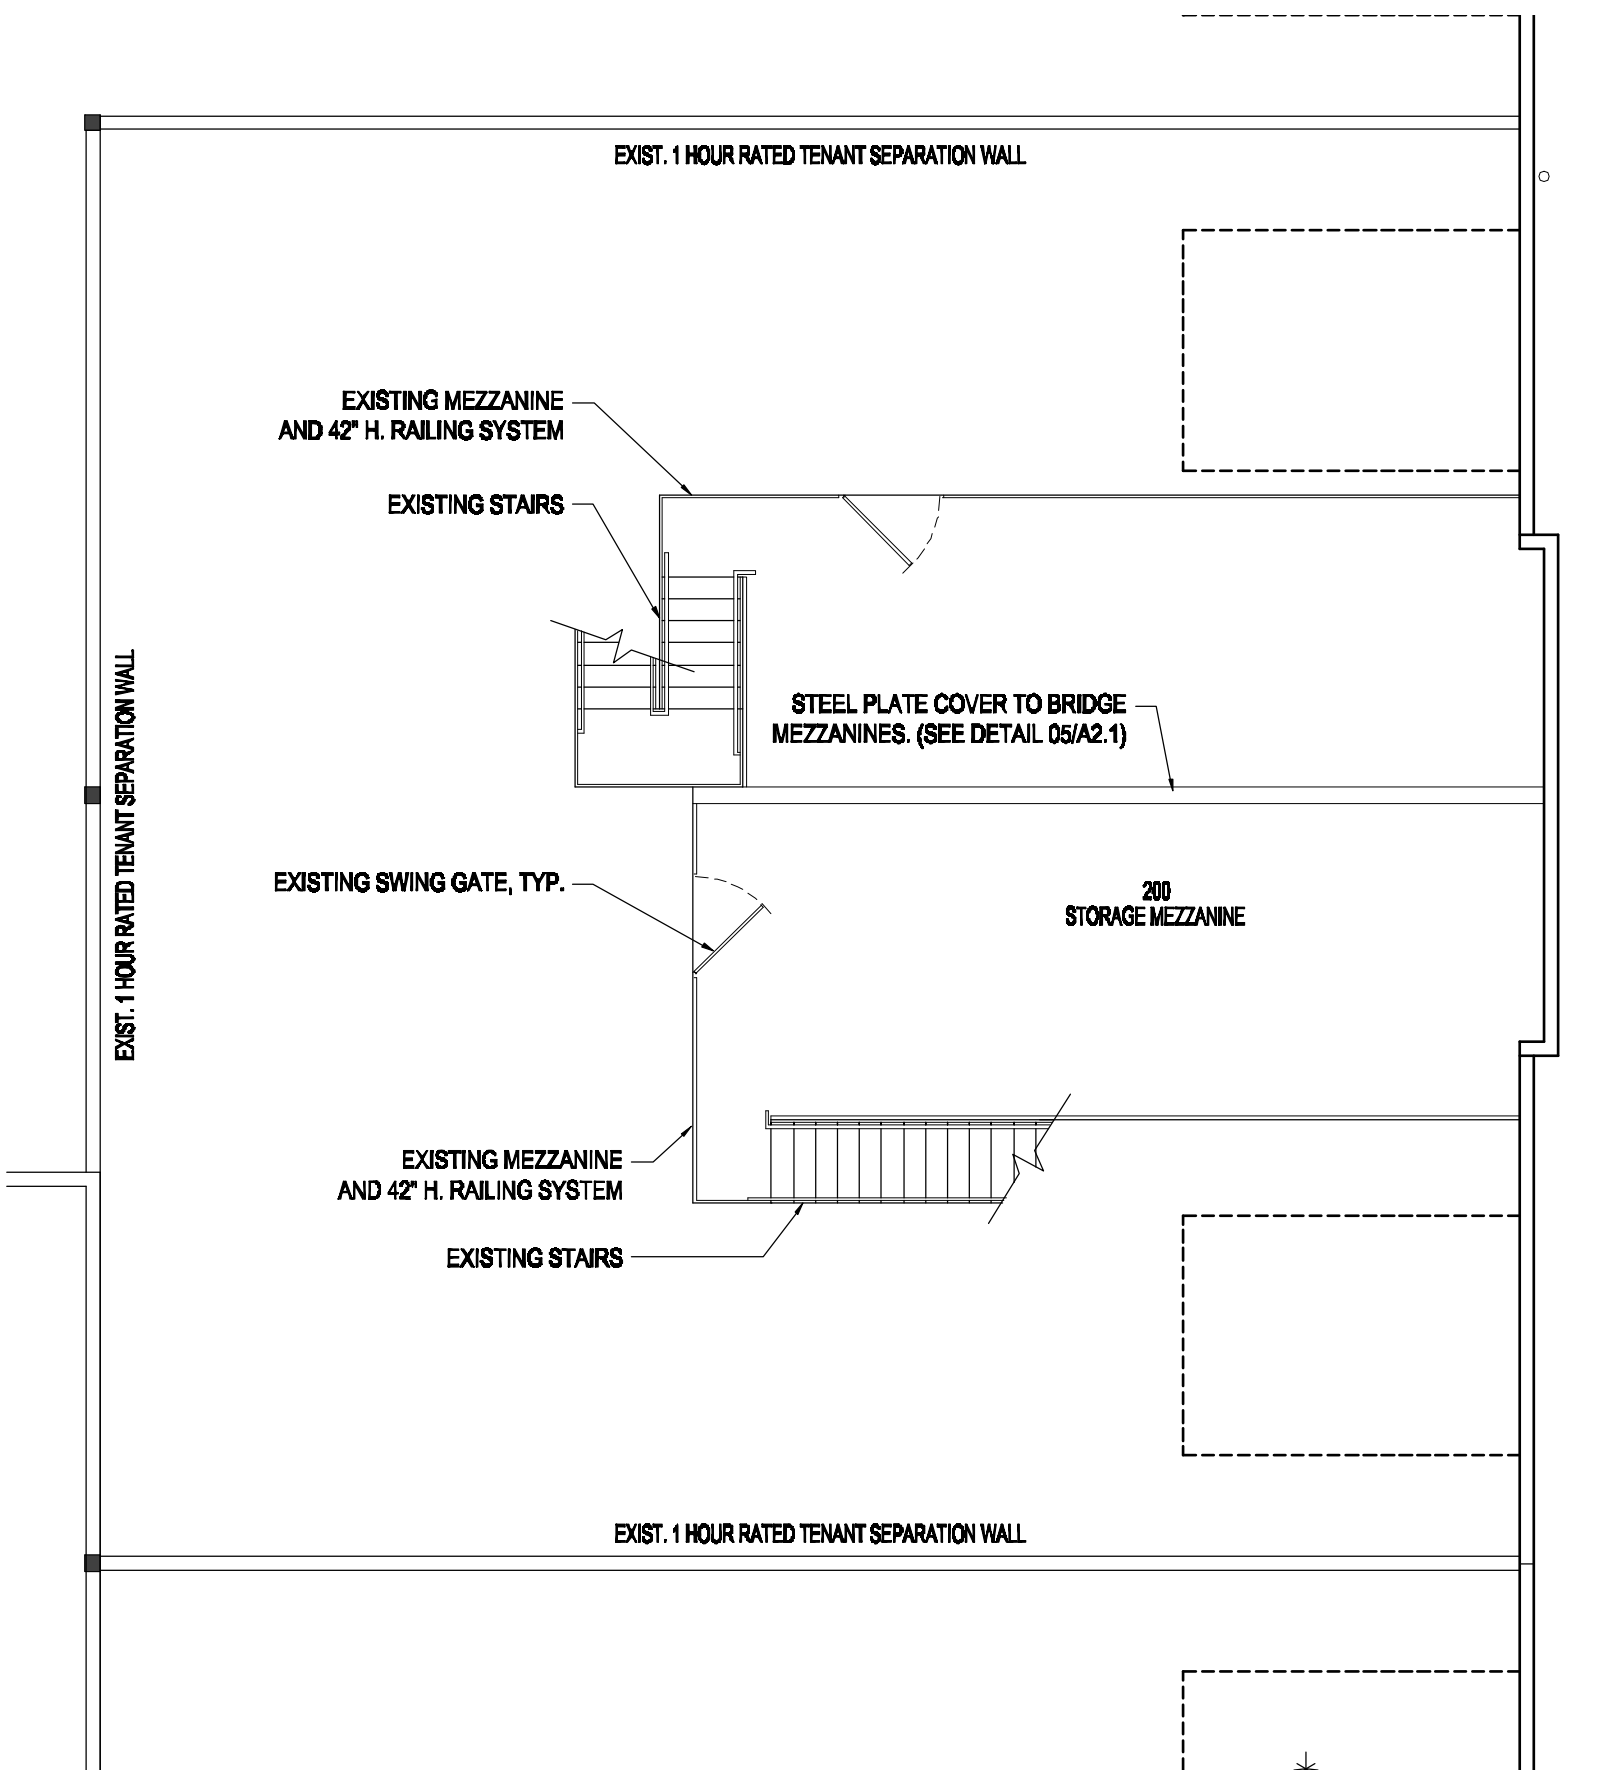 EXIST. 1 HOUR RATED TENANT SEPARATION WALL
EXISTING MEZZANINE
AND 42" H. RAILING SYSTEM
EXISTING STAIRS
EXIST. 1 HOUR RATED TENANT SEPARATION WALL
STEEL PLATE COVER TO BRIDGE
MEZZANINES. (SEE DETAIL 05/A2.1)
EXISTING SWING GATE, TYP.
200
STORAGE MEZZANINE
EXISTING MEZZANINE
AND 42" H. RAILING SYSTEM
EXISTING STAIRS
EXIST. 1 HOUR RATED TENANT SEPARATION WALL